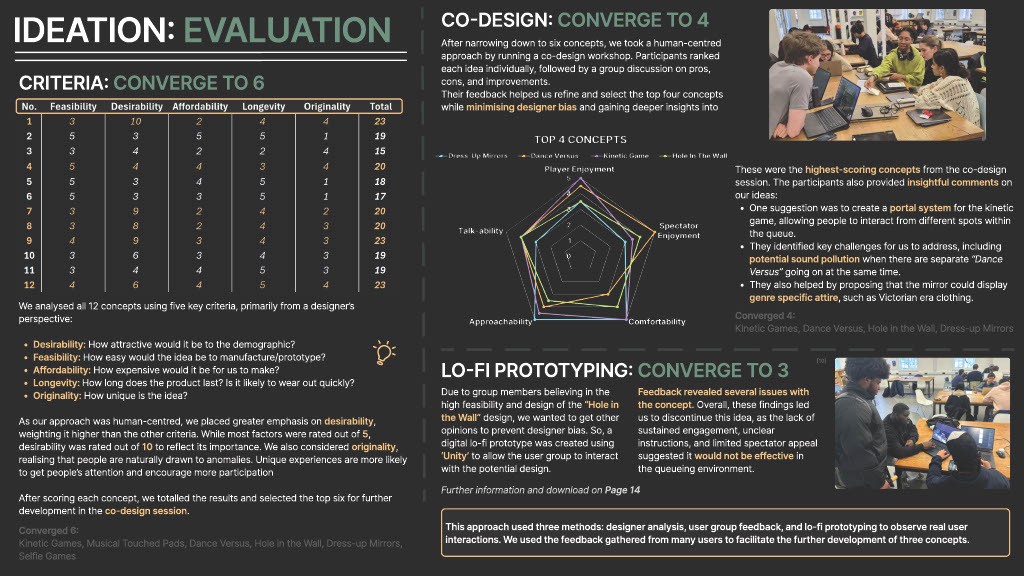 IDEATION: EVALUATION
CRITERIA: CONVERGE TO 6
No. Feasibility Desirability Affordability Longevity Originality Total
1 3 10 2 4 4 23
2 5 3 5 5 1 19
3 3 4 2 2 4 15
4 5 4 4 3 4 20
5 5 3 4 5 1 18
6 5 3 3 5 1 17
7 3 9 2 4 2 20
8 3 9 2 4 3 20
9 4 9 3 4 3 23
10 3 6 3 4 3 19
11 3 4 4 5 3 19
12 4 6 4 5 4 23
We analysed all 12 concepts using five key criteria, primarily from a designer's
perspective:
• Desirability: How attractive would it be to the demographic?
• Feasibility: How easy would the idea be to manufacture/prototype?
• Affordability: How expensive would it be for us to make?
• Longevity: How long does the product last? Is it likely to wear out quickly?
• Originality: How unique is the idea?
As our approach was human-centred, we placed greater emphasis on desirability,
weighting it higher than the other criteria. While most factors were rated out of 5,
desirability was rated out of 10 to reflect its importance. We also considered originality,
realising that people are naturally drawn to anomalies. Unique experiences are more likely
to get people's attention and encourage more participation
After scoring each concept, we totalled the results and selected the top six for further
development in the co-design session.
Converged 6:
Kinetic Games, Musical Touched Pads, Dance Versus, Hole in the Wall, Dress-up Mirrors,
Selfie Games
CO-DESIGN: CONVERGE TO 4
After narrowing down to six concepts, we took a human-centred
approach by running a co-design workshop. Participants ranked
each idea individually, followed by a group discussion on pros,
cons, and improvements.
Their feedback helped us refine and select the top four concepts
while minimising designer bias and gaining deeper insights into
TOP 4 CONCEPTS
Dress Up Mirrors Dance Versus Kinetic Game Hole In The Wall
Player Enjoyment
5
4
2
1
0
Talk-ability
Spectator
Enjoyment
Approachability
Comfortability
These were the highest-scoring concepts from the co-design
session. The participants also provided insightful comments on
our ideas:
• One suggestion was to create a portal system for the kinetic
game, allowing people to interact from different spots within
the queue.
• They identified key challenges for us to address, including
potential sound pollution when there are separate "Dance
Versus" going on at the same time.
• They also helped by proposing that the mirror could display
genre specific attire, such as Victorian era clothing.
Converged 4:
Kinetic Games, Dance Versus, Hole in the Wall, Dress-up Mirrors
LO-FI PROTOTYPING: CONVERGE TO 3
Due to group members believing in the
high feasibility and design of the "Hole in
the Wall" design, we wanted to get other
opinions to prevent designer bias. So, a
digital lo-fi prototype was created using
'Unity' to allow the user group to interact
with the potential design.
Feedback revealed several issues with
the concept. Overall, these findings led
us to discontinue this idea, as the lack of
sustained engagement, unclear
instructions, and limited spectator appeal
suggested it would not be effective in
the queueing environment.
Further information and download on Page 14
This approach used three methods: designer analysis, user group feedback, and lo-fi prototyping to observe real user
interactions. We used the feedback gathered from many users to facilitate the further development of three concepts.